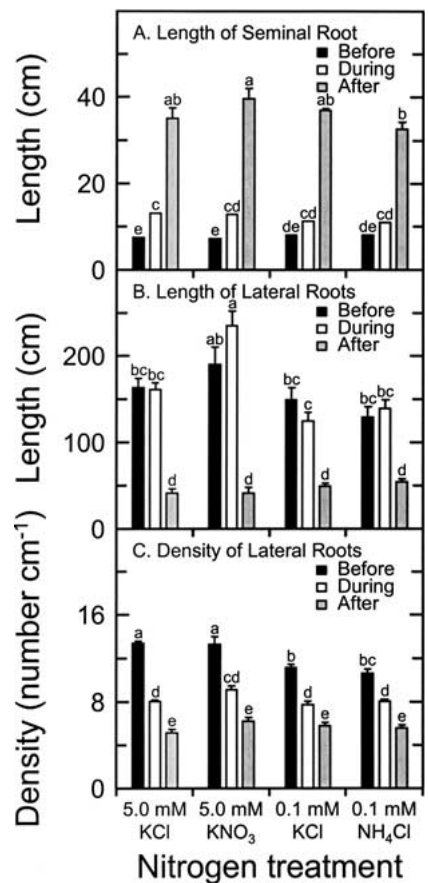 A. Length of Seminal Root
Before
During
After
Length (cm)
40
20
0
e c ab
e cd a
de cd ab
de cd b
B. Length of Lateral Roots
Before
During
After
Length (cm)
200
100
0
bc bc d
ab a d
bc c d
bc bc d
C. Density of Lateral Roots
Before
During
After
Density (number cm⁻¹)
16
8
0
a d e
a cd e
b d e
bc d e
5.0 mM 5.0 mM 0.1 mM 0.1 mM
KCl KNO₃ KCl NH₄Cl
Nitrogen treatment